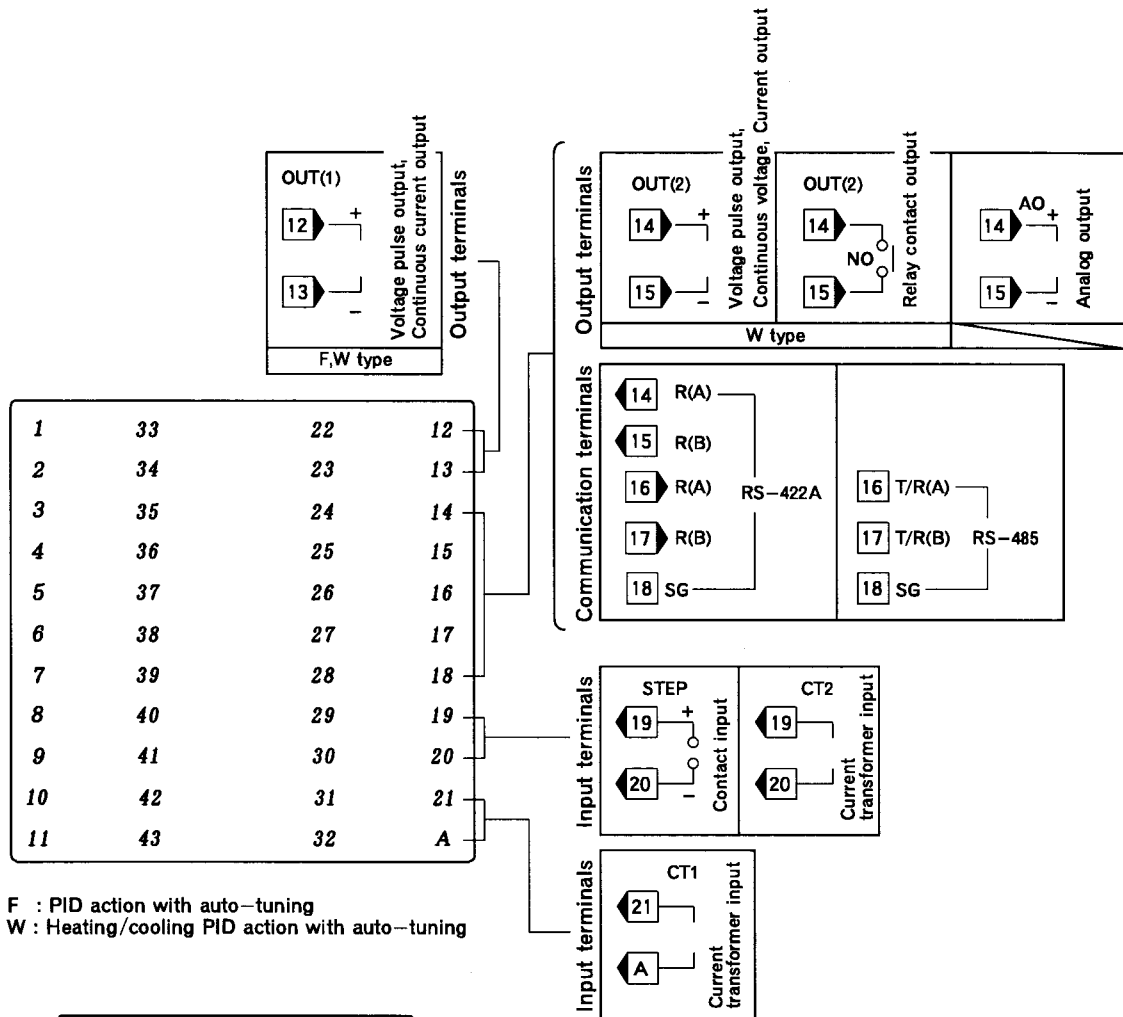 OUT(1)
12 +
13 −
Voltage pulse output,
Continuous current output
F,W type
Output terminals
Output terminals
OUT(2)
14 +
15 −
Voltage pulse output,
Continuous voltage, Current output
OUT(2)
14
NO
15
Relay contact output
W type
AO
14 +
15 −
Analog output
Communication terminals
14 R(A)
15 R(B)
16 R(A)
RS-422A
17 R(B)
18 SG
16 T/R(A)
17 T/R(B) RS-485
18 SG
1 33 22 12
2 34 23 13
3 35 24 14
4 36 25 15
5 37 26 16
6 38 27 17
7 39 28 18
8 40 29 19
9 41 30 20
10 42 31 21
11 43 32 A
Input terminals
STEP
19 +
20 −
Contact input
CT2
19
20
Current
transformer input
Input terminals
CT1
21
A
Current
transformer input
F : PID action with auto-tuning
W : Heating/cooling PID action with auto-tuning